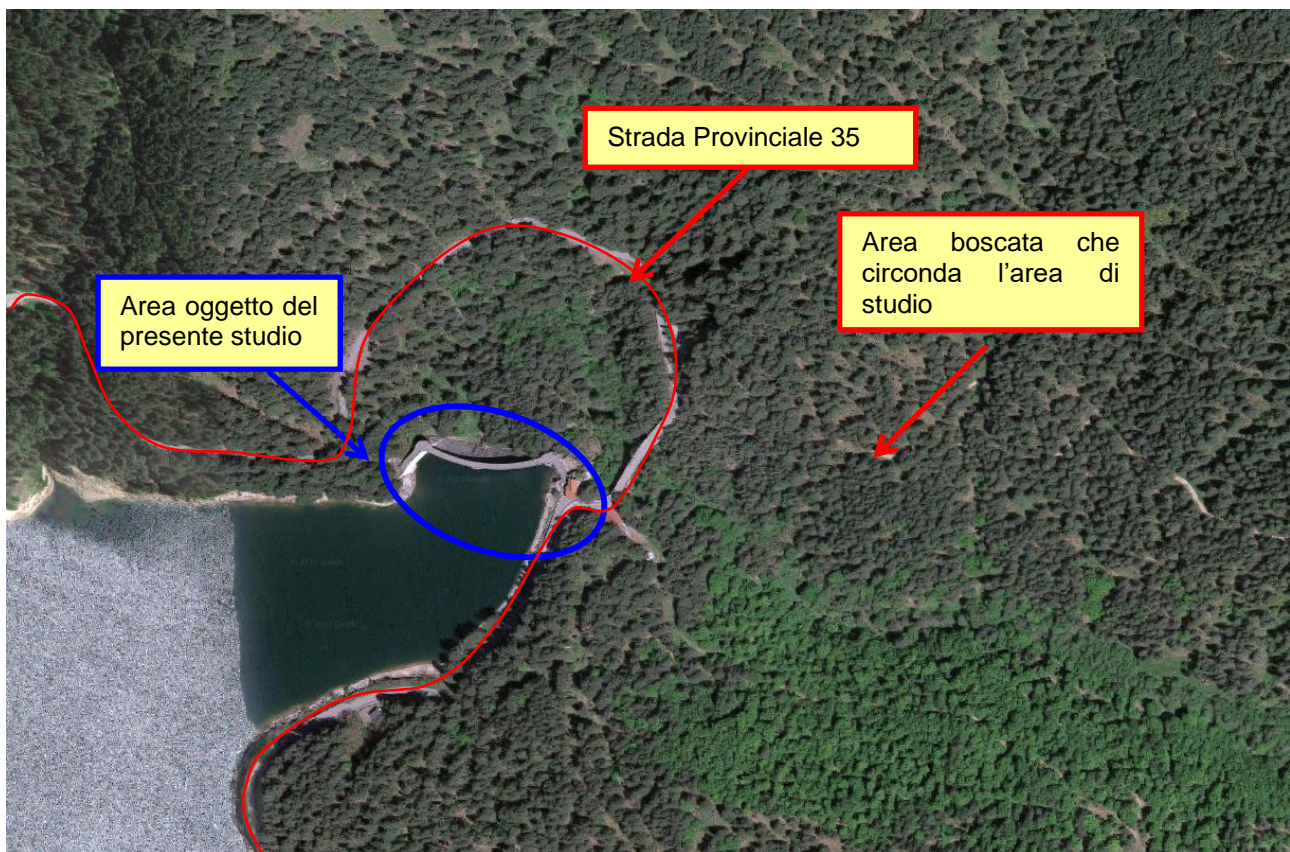 Strada Provinciale 35
Area boscata che
circonda l'area di
studio
Area oggetto del
presente studio